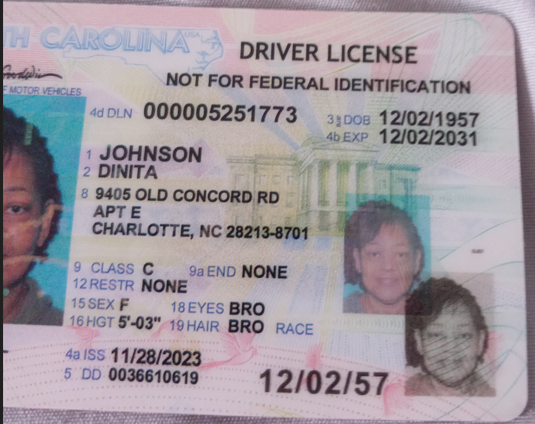 TH CAROLINA USA
DRIVER LICENSE
NOT FOR FEDERAL IDENTIFICATION
F MOTOR VEHICLES
4d DLN 000005251773
3 DOB 12/02/1957
4b EXP 12/02/2031
1 JOHNSON
2 DINITA
8 9405 OLD CONCORD RD
APT E
CHARLOTTE, NC 28213-8701
9 CLASS C 9a END NONE
12 RESTR NONE
15 SEX F 18 EYES BRO
16 HGT 5'-03" 19 HAIR BRO RACE
4a ISS 11/28/2023
5 DD 0036610619
12/02/57